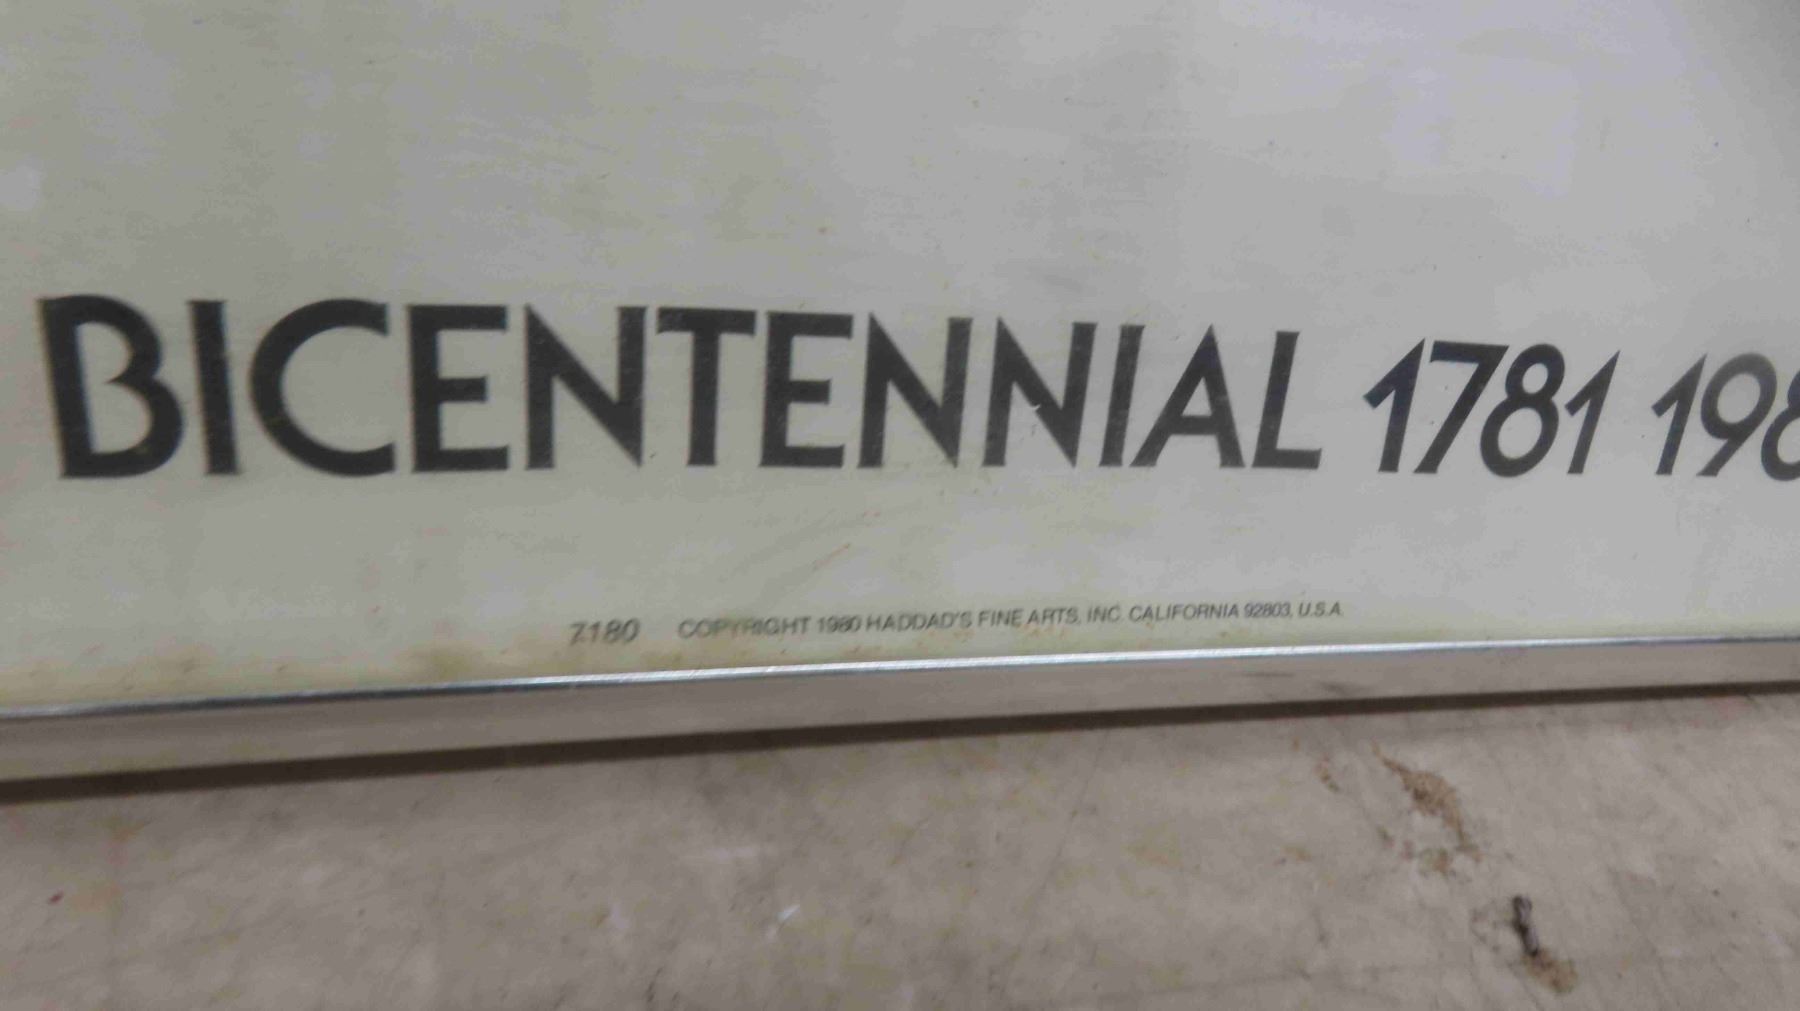 BICENTENNIAL 1781 198
7180 COPYRIGHT 1980 HADDAD'S FINE ARTS, INC. CALIFORNIA 92803, U.S.A.